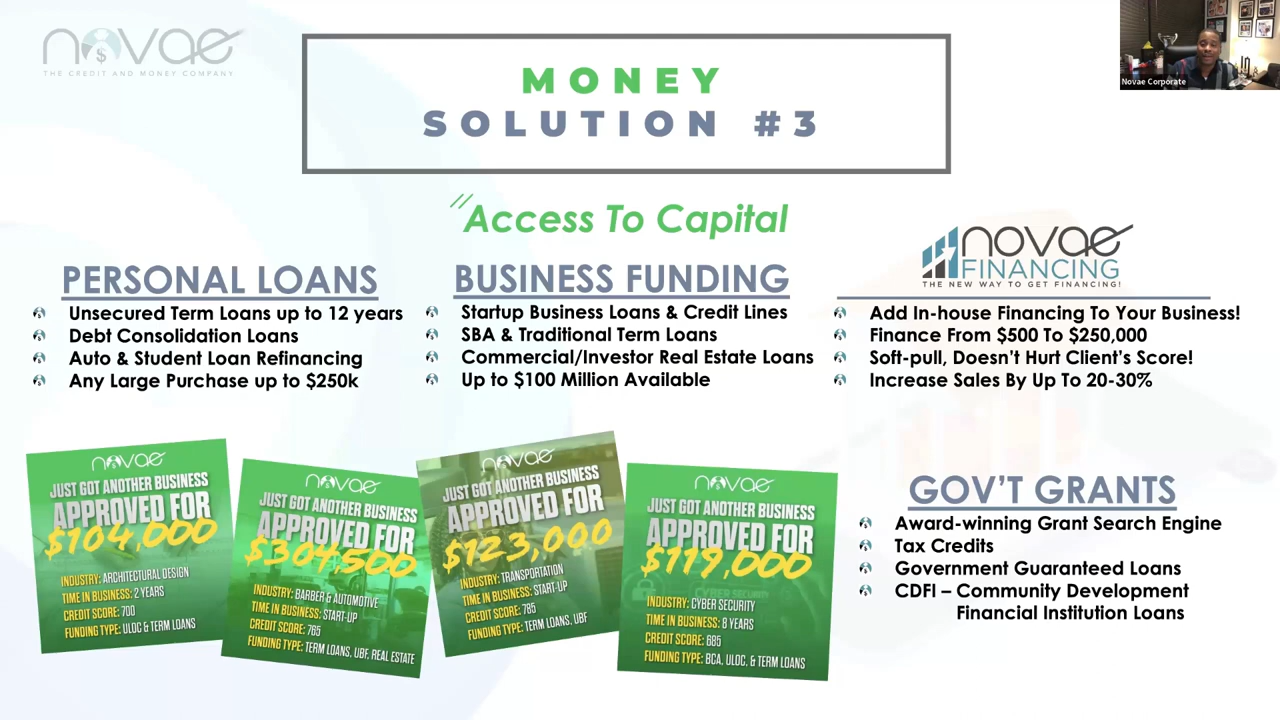 novae
THE CREDIT AND MONEY COMPANY
Novae Corporate
MONEY
SOLUTION #3
Access To Capital
PERSONAL LOANS
Unsecured Term Loans up to 12 years
Debt Consolidation Loans
Auto & Student Loan Refinancing
Any Large Purchase up to $250k
BUSINESS FUNDING
Startup Business Loans & Credit Lines
SBA & Traditional Term Loans
Commercial/Investor Real Estate Loans
Up to $100 Million Available
novae
FINANCING
THE NEW WAY TO GET FINANCING!
Add In-house Financing To Your Business!
Finance From $500 To $250,000
Soft-pull, Doesn't Hurt Client's Score!
Increase Sales By Up To 20-30%
novae
JUST GOT ANOTHER BUSINESS
APPROVED FOR
$104,000
INDUSTRY: ARCHITECTURAL DESIGN
TIME IN BUSINESS: 2 YEARS
CREDIT SCORE: 700
FUNDING TYPE: ULOC & TERM LOANS
novae
JUST GOT ANOTHER BUSINESS
APPROVED FOR
$304,500
INDUSTRY: BARBER & AUTOMOTIVE
TIME IN BUSINESS: START-UP
CREDIT SCORE: 765
FUNDING TYPE: TERM LOANS, UBF, REAL ESTATE
novae
JUST GOT ANOTHER BUSINESS
APPROVED FOR
$123,000
INDUSTRY: TRANSPORTATION
TIME IN BUSINESS: START-UP
CREDIT SCORE: 785
FUNDING TYPE: TERM LOANS, UBF
novae
JUST GOT ANOTHER BUSINESS
APPROVED FOR
$119,000
CYBER SECURITY
INDUSTRY: CYBER SECURITY
TIME IN BUSINESS: 8 YEARS
CREDIT SCORE: 685
FUNDING TYPE: BCA, ULOC, & TERM LOANS
GOV'T GRANTS
Award-winning Grant Search Engine
Tax Credits
Government Guaranteed Loans
CDFI – Community Development
Financial Institution Loans